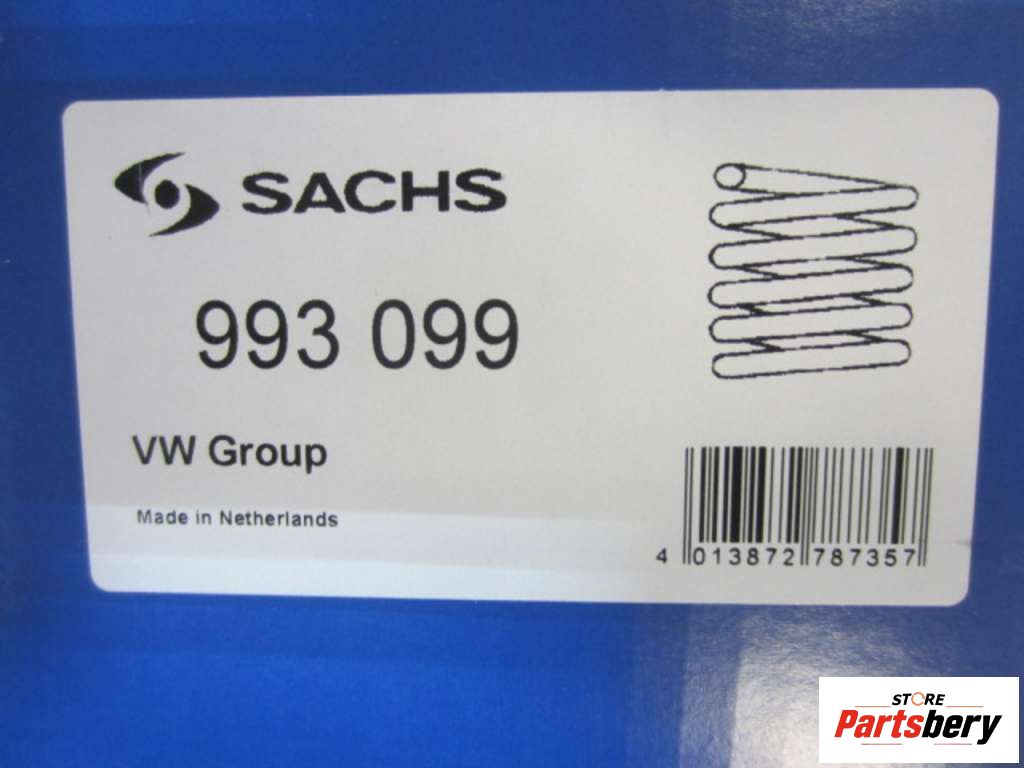 SACHS
993 099
VW Group
Made in Netherlands
4 013872 787357
STORE
Partsbery